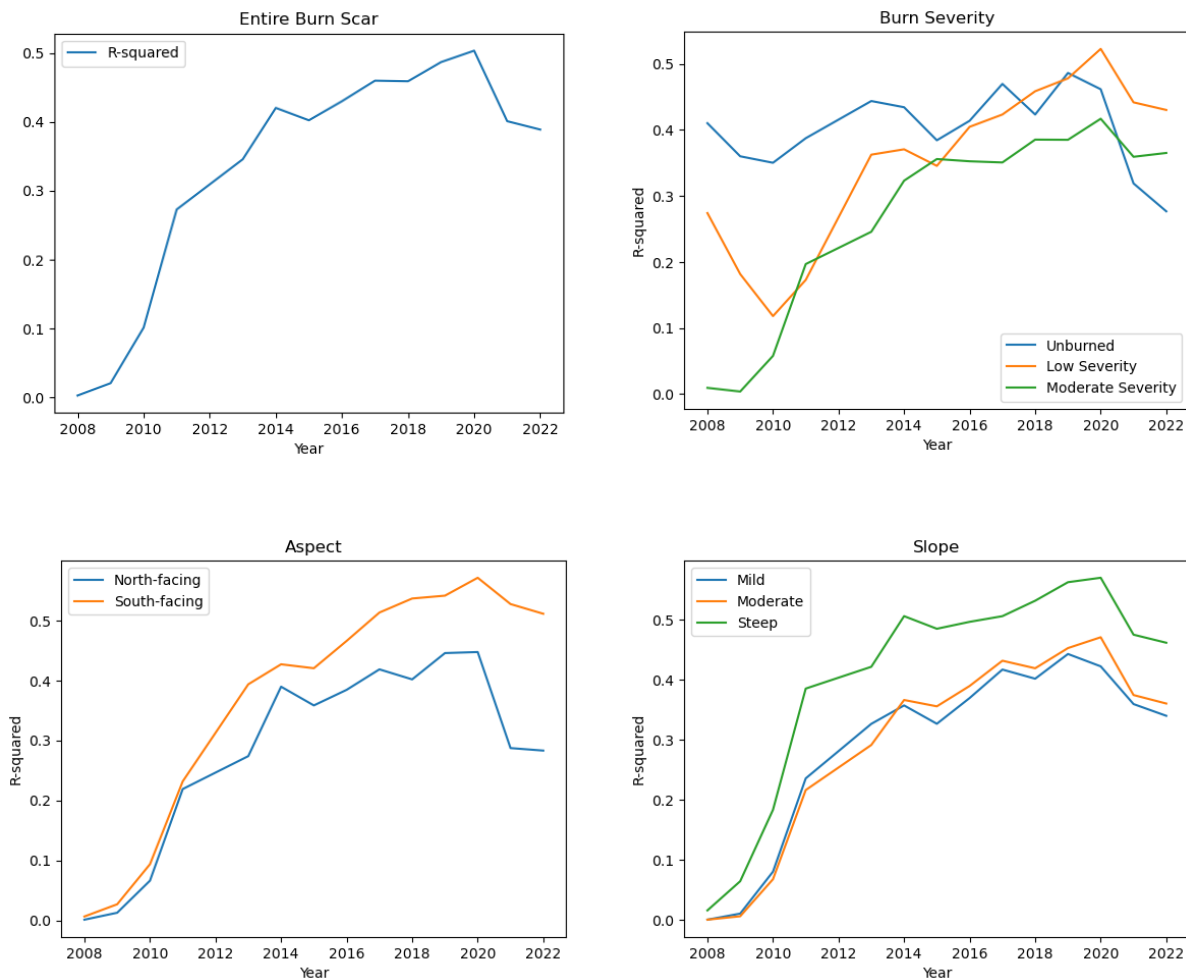 Entire Burn Scar
R-squared
0.5
0.4
0.3
0.2
0.1
0.0
2008 2010 2012 2014 2016 2018 2020 2022
Year
Burn Severity
R-squared
0.5
0.4
0.3
0.2
0.1
0.0
Unburned
Low Severity
Moderate Severity
2008 2010 2012 2014 2016 2018 2020 2022
Year
Aspect
North-facing
South-facing
R-squared
0.5
0.4
0.3
0.2
0.1
0.0
2008 2010 2012 2014 2016 2018 2020 2022
Year
Slope
Mild
Moderate
Steep
R-squared
0.5
0.4
0.3
0.2
0.1
0.0
2008 2010 2012 2014 2016 2018 2020 2022
Year